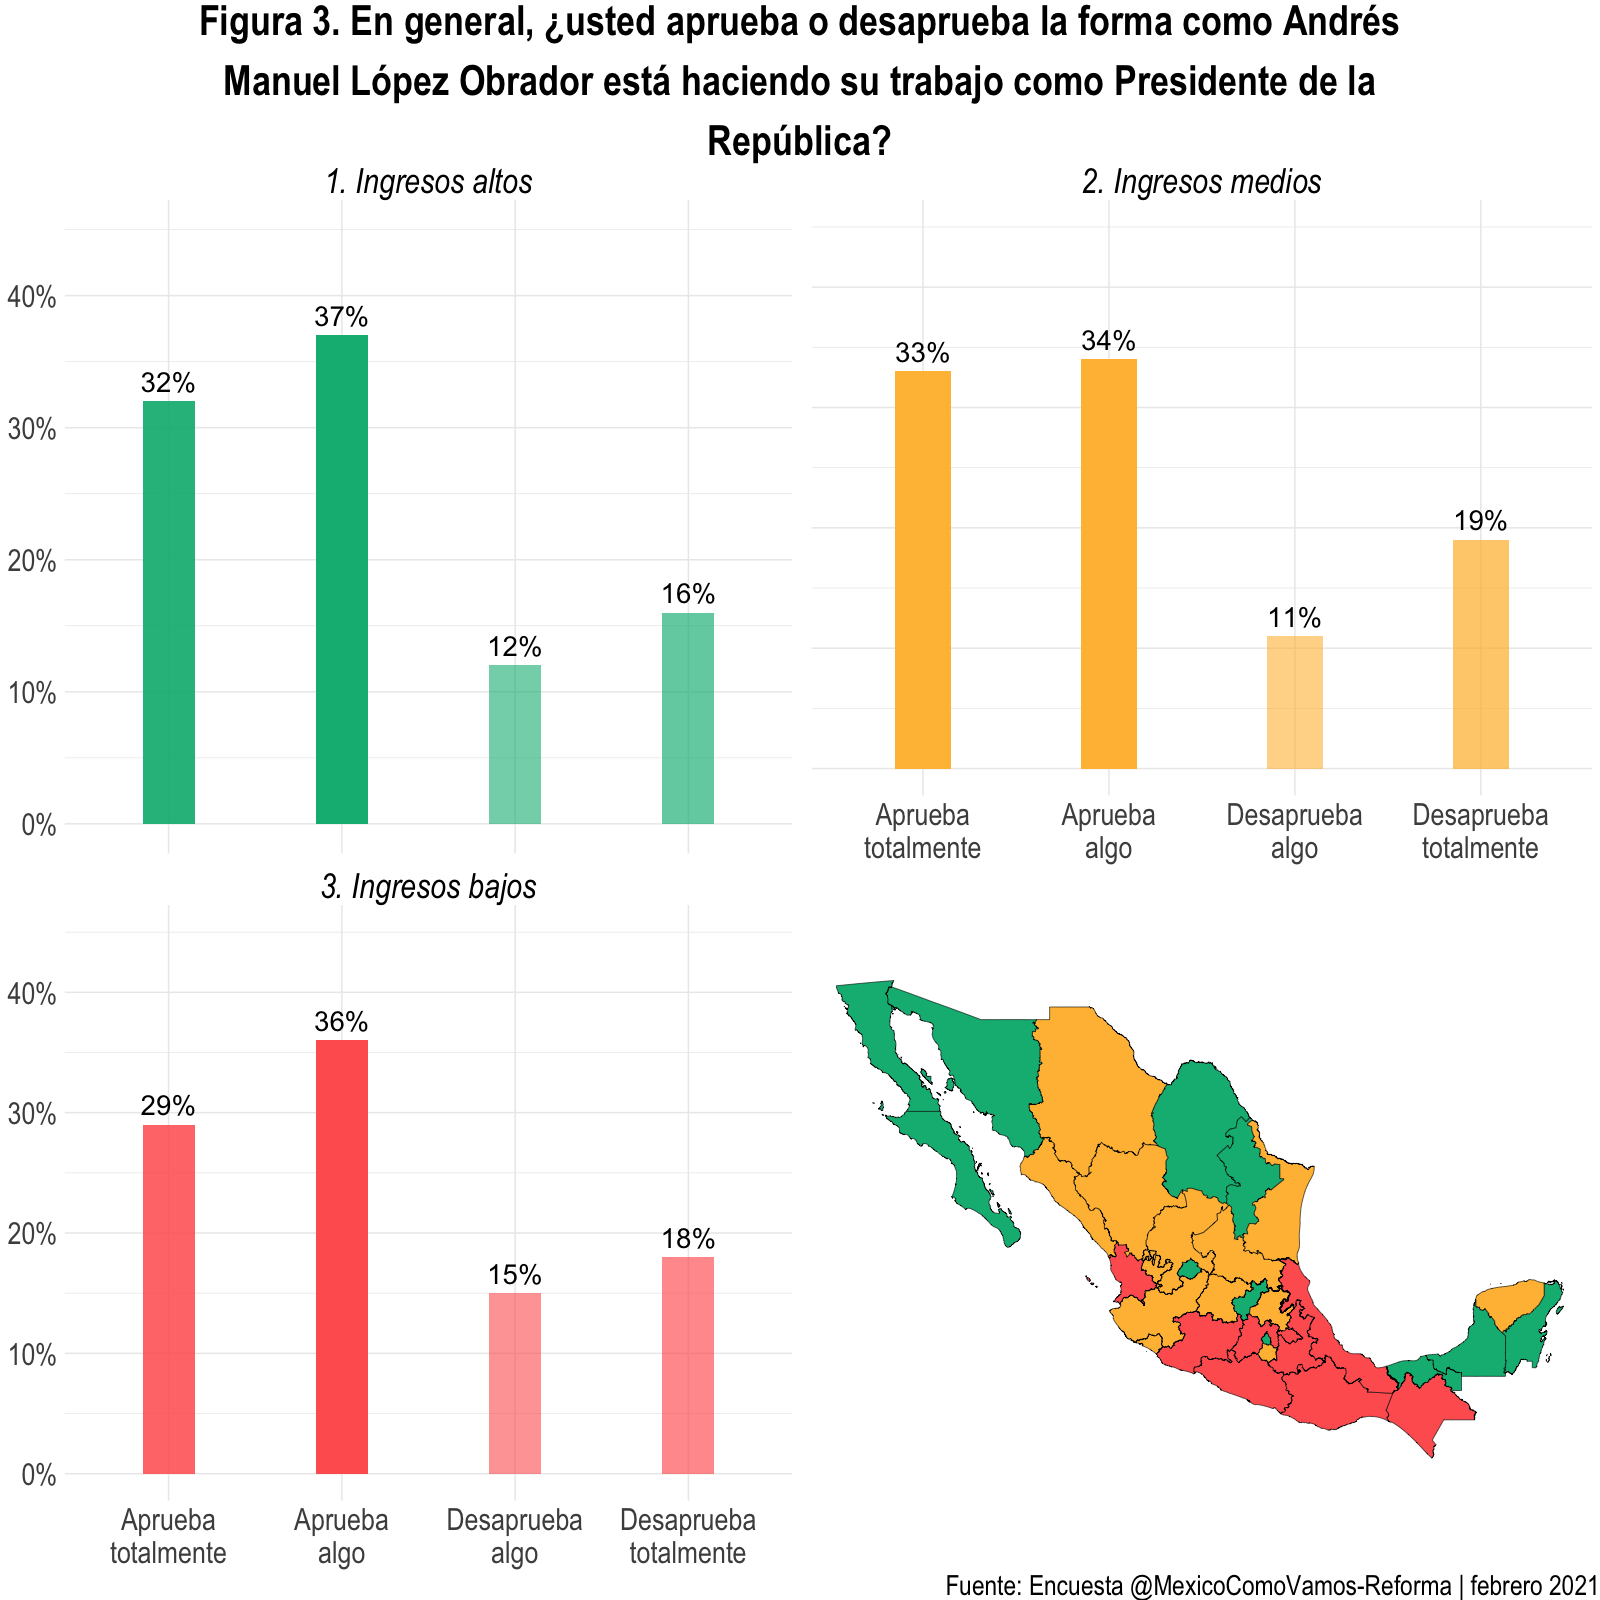 Figura 3. En general, ¿usted aprueba o desaprueba la forma como Andrés
Manuel López Obrador está haciendo su trabajo como Presidente de la
República?
1. Ingresos altos
40%
30%
20%
10%
0%
32%
37%
12%
16%
2. Ingresos medios
33%
34%
11%
19%
Aprueba
totalmente
Aprueba
algo
Desaprueba
algo
Desaprueba
totalmente
3. Ingresos bajos
40%
30%
20%
10%
0%
29%
36%
15%
18%
Aprueba
totalmente
Aprueba
algo
Desaprueba
algo
Desaprueba
totalmente
Fuente: Encuesta @MexicoComoVamos-Reforma | febrero 2021